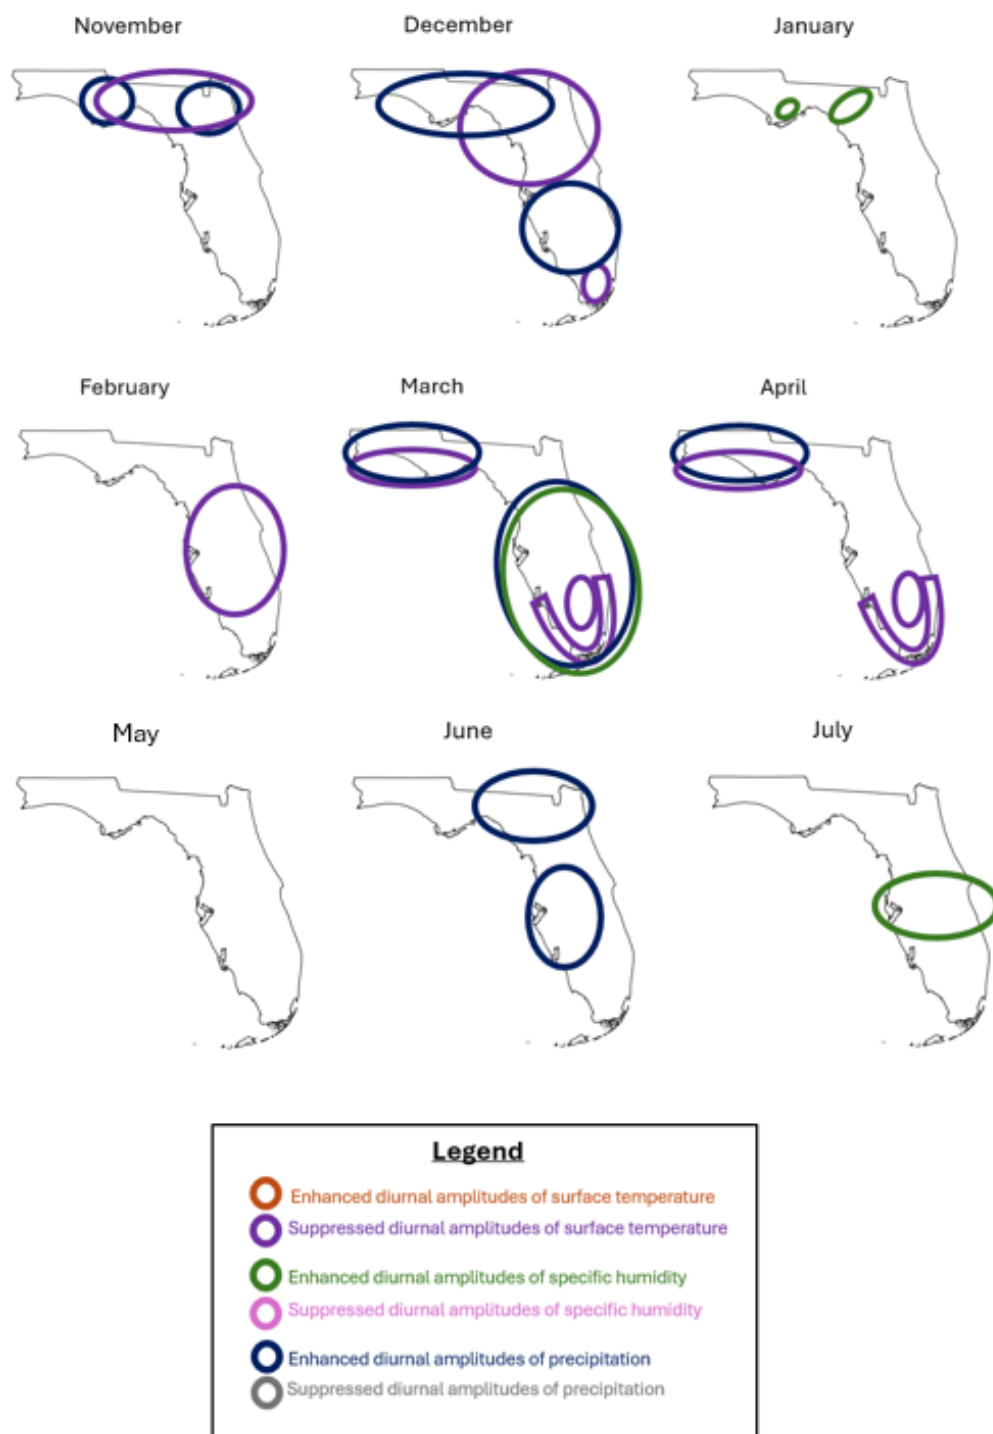 November
December
January
February
March
April
May
June
July
Legend
Enhanced diurnal amplitudes of surface temperature
Suppressed diurnal amplitudes of surface temperature
Enhanced diurnal amplitudes of specific humidity
Suppressed diurnal amplitudes of specific humidity
Enhanced diurnal amplitudes of precipitation
Suppressed diurnal amplitudes of precipitation